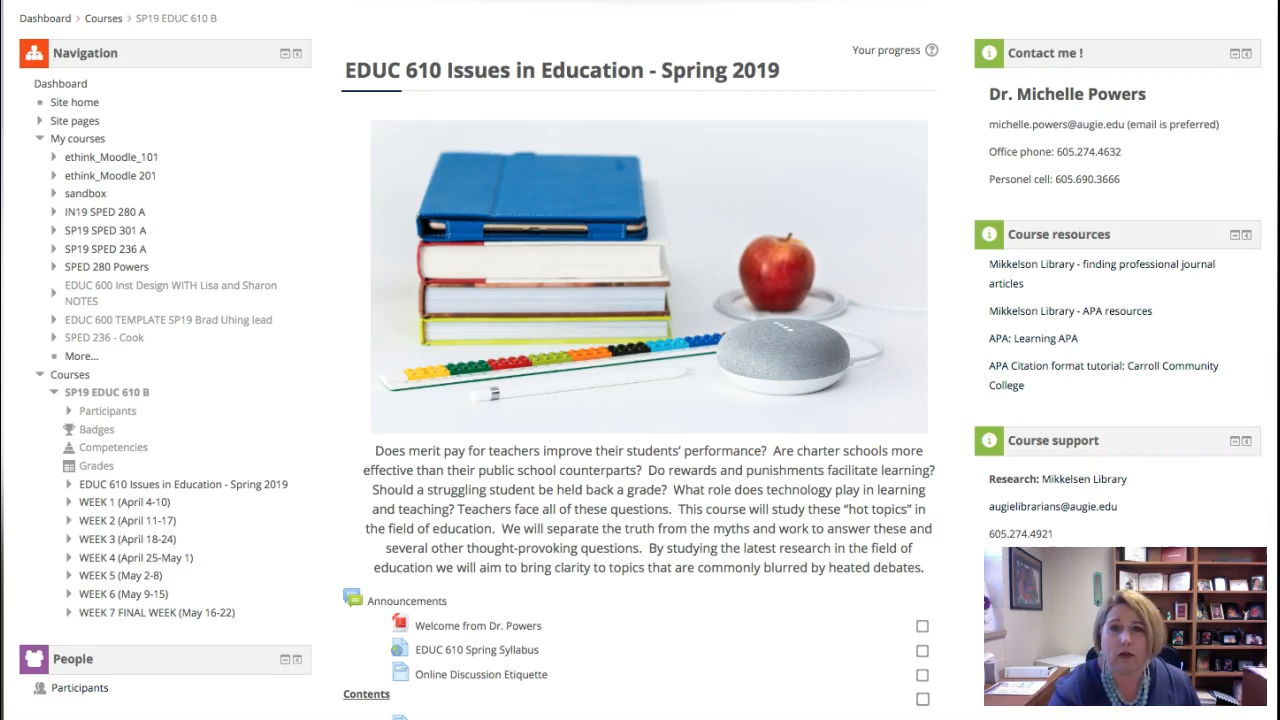 Dashboard > Courses > SP19 EDUC 610 B
Navigation
Dashboard
Site home
Site pages
My courses
ethink_Moodle_101
ethink_Moodle 201
sandbox
IN19 SPED 280 A
SP19 SPED 301 A
SP19 SPED 236 A
SPED 280 Powers
EDUC 600 Inst Design WITH Lisa and Sharon
NOTES
EDUC 600 TEMPLATE SP19 Brad Uhing lead
SPED 236 - Cook
More...
Courses
SP19 EDUC 610 B
Participants
Badges
Competencies
Grades
EDUC 610 Issues in Education - Spring 2019
WEEK 1 (April 4-10)
WEEK 2 (April 11-17)
WEEK 3 (April 18-24)
WEEK 4 (April 25-May 1)
WEEK 5 (May 2-8)
WEEK 6 (May 9-15)
WEEK 7 FINAL WEEK (May 16-22)
People
Participants
Your progress ?
EDUC 610 Issues in Education - Spring 2019
Does merit pay for teachers improve their students’ performance? Are charter schools more
effective than their public school counterparts? Do rewards and punishments facilitate learning?
Should a struggling student be held back a grade? What role does technology play in learning
and teaching? Teachers face all of these questions. This course will study these “hot topics” in
the field of education. We will separate the truth from the myths and work to answer these and
several other thought-provoking questions. By studying the latest research in the field of
education we will aim to bring clarity to topics that are commonly blurred by heated debates.
Announcements
Welcome from Dr. Powers
EDUC 610 Spring Syllabus
Online Discussion Etiquette
Contents
Contact me !
Dr. Michelle Powers
michelle.powers@augie.edu (email is preferred)
Office phone: 605.274.4632
Personel cell: 605.690.3666
Course resources
Mikkelson Library - finding professional journal
articles
Mikkelson Library - APA resources
APA: Learning APA
APA Citation format tutorial: Carroll Community
College
Course support
Research: Mikkelsen Library
augielibrarians@augie.edu
605.274.4921